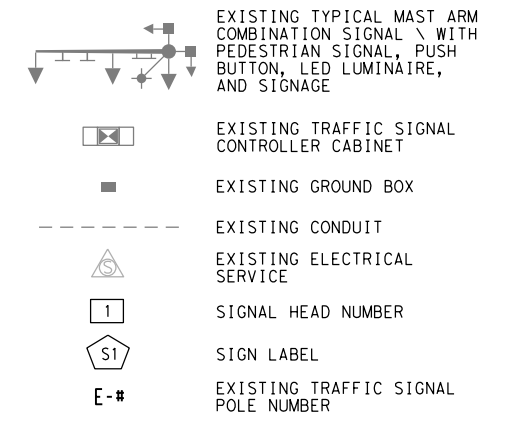 EXISTING TYPICAL MAST ARM
COMBINATION SIGNAL \ WITH
PEDESTRIAN SIGNAL, PUSH
BUTTON, LED LUMINAIRE,
AND SIGNAGE
EXISTING TRAFFIC SIGNAL
CONTROLLER CABINET
EXISTING GROUND BOX
EXISTING CONDUIT
S
EXISTING ELECTRICAL
SERVICE
1
SIGNAL HEAD NUMBER
S1
SIGN LABEL
E-#
EXISTING TRAFFIC SIGNAL
POLE NUMBER